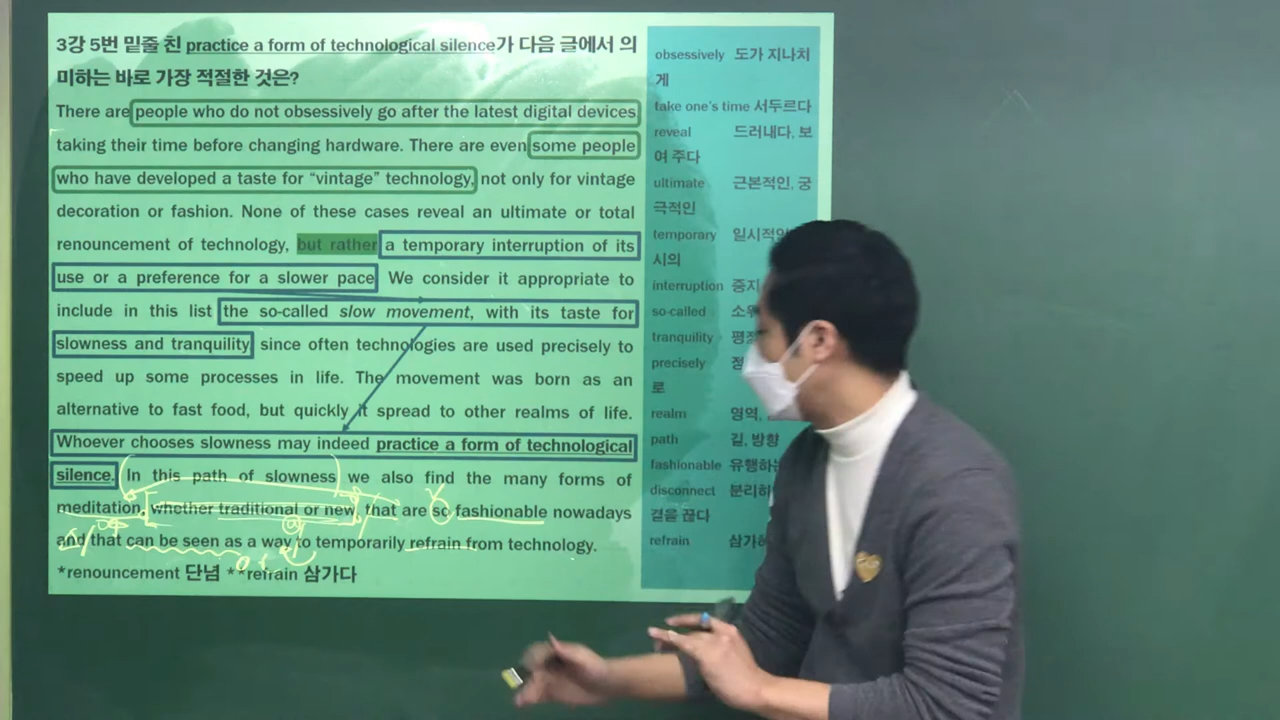 3강 5번 밑줄 친 practice a form of technological silence가 다음 글에서 의
미하는 바로 가장 적절한 것은?
There are people who do not obsessively go after the latest digital devices,
taking their time before changing hardware. There are even some people
who have developed a taste for “vintage” technology, not only for vintage
decoration or fashion. None of these cases reveal an ultimate or total
renouncement of technology, but rather a temporary interruption of its
use or a preference for a slower pace. We consider it appropriate to
include in this list the so-called slow movement, with its taste for
slowness and tranquility, since often technologies are used precisely to
speed up some processes in life. The movement was born as an
alternative to fast food, but quickly it spread to other realms of life.
Whoever chooses slowness may indeed practice a form of technological
silence. In this path of slowness, we also find the many forms of
meditation, whether traditional or new, that are so fashionable nowadays
and that can be seen as a way to temporarily refrain from technology.
*renouncement 단념 **refrain 삼가다
obsessively 도가 지나치
게
take one's time 서두르다
reveal 드러내다, 보
여 주다
ultimate 근본적인, 궁
극적인
temporary 일시적인
시의
interruption 중지
so-called 소위
tranquility 평정
precisely 정
로
realm 영역,
path 길, 방향
fashionable 유행하는
disconnect 분리하
결을 끊다
refrain 삼가